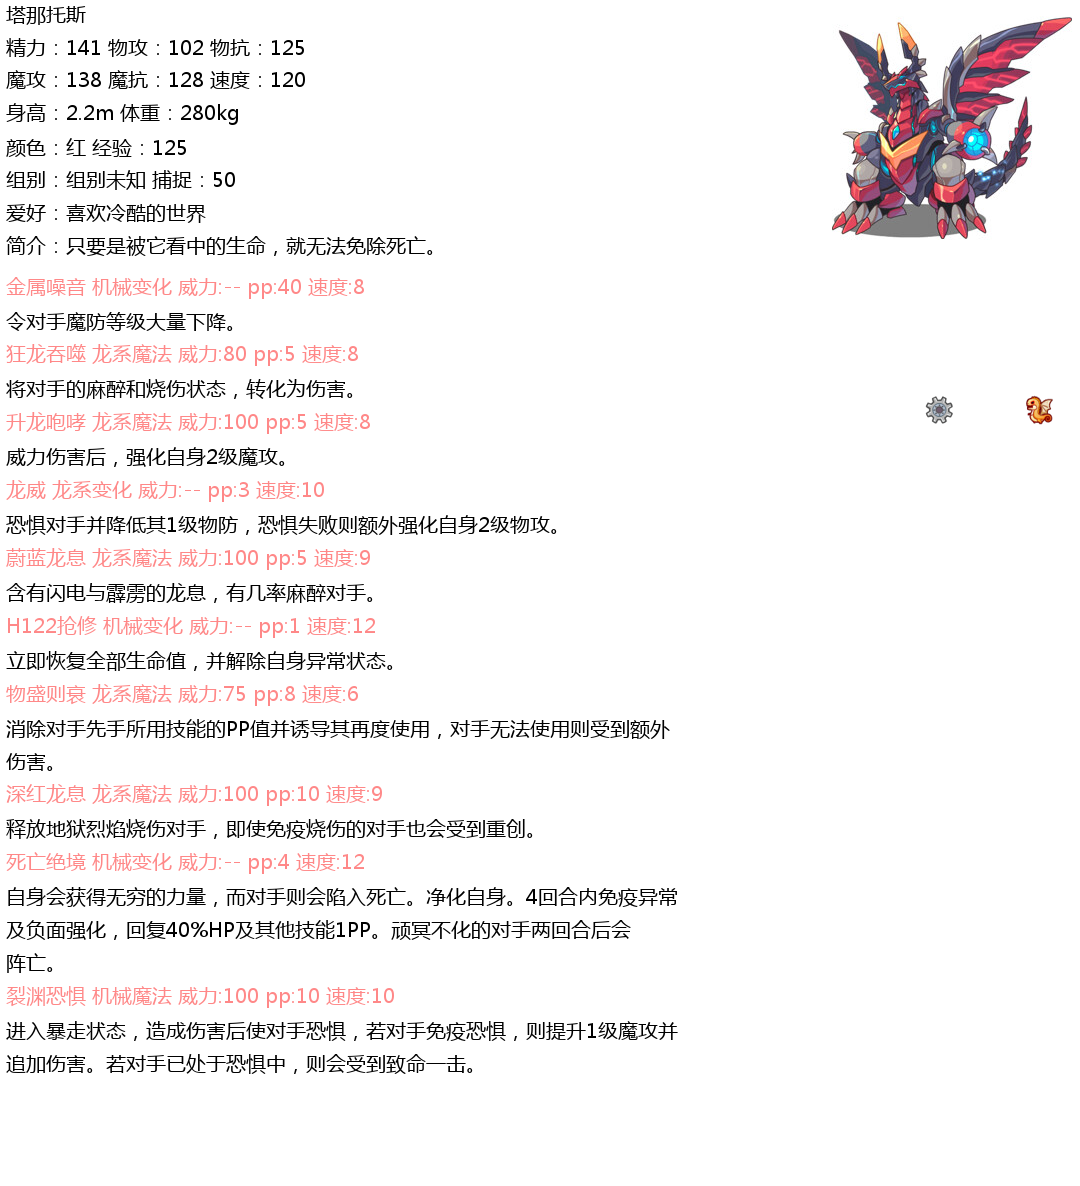 塔那托斯
精力：141 物攻：102 物抗：125
魔攻：138 魔抗：128 速度：120
身高：2.2m 体重：280kg
颜色：红 经验：125
组别：组别未知 捕捉：50
爱好：喜欢冷酷的世界
简介：只要是被它看中的生命，就无法免除死亡。
金属噪音 机械变化 威力:-- pp:40 速度:8
令对手魔防等级大量下降。
狂龙吞噬 龙系魔法 威力:80 pp:5 速度:8
将对手的麻醉和烧伤状态，转化为伤害。
升龙咆哮 龙系魔法 威力:100 pp:5 速度:8
威力伤害后，强化自身2级魔攻。
龙威 龙系变化 威力:-- pp:3 速度:10
恐惧对手并降低其1级物防，恐惧失败则额外强化自身2级物攻。
蔚蓝龙息 龙系魔法 威力:100 pp:5 速度:9
含有闪电与霹雳的龙息，有几率麻醉对手。
H122抢修 机械变化 威力:-- pp:1 速度:12
立即恢复全部生命值，并解除自身异常状态。
物盛则衰 龙系魔法 威力:75 pp:8 速度:6
消除对手先手所用技能的PP值并诱导其再度使用，对手无法使用则受到额外
伤害。
深红龙息 龙系魔法 威力:100 pp:10 速度:9
释放地狱烈焰烧伤对手，即使免疫烧伤的对手也会受到重创。
死亡绝境 机械变化 威力:-- pp:4 速度:12
自身会获得无穷的力量，而对手则会陷入死亡。净化自身。4回合内免疫异常
及负面强化，回复40%HP及其他技能1PP。顽冥不化的对手两回合后会
阵亡。
裂渊恐惧 机械魔法 威力:100 pp:10 速度:10
进入暴走状态，造成伤害后使对手恐惧，若对手免疫恐惧，则提升1级魔攻并
追加伤害。若对手已处于恐惧中，则会受到致命一击。